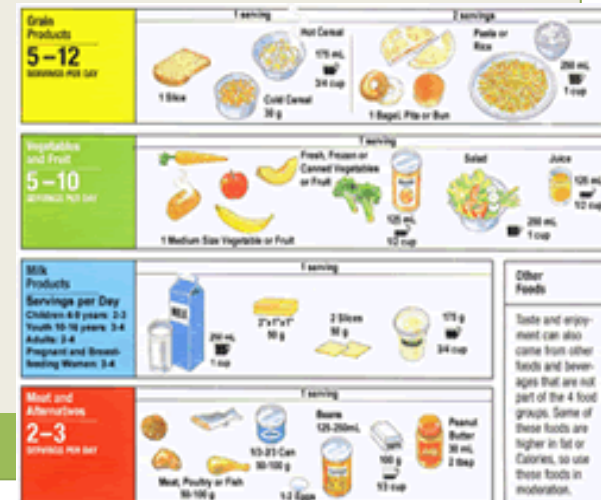 Grain
Products
5–12
SERVINGS PER DAY
1 serving
2 servings
1 Slice
Cold Cereal
30 g
Hot Cereal
175 mL
3/4 cup
1 Bagel, Pita or Bun
Pasta or
Rice
250 mL
1 cup
Vegetables
and Fruit
5–10
SERVINGS PER DAY
1 serving
1 Medium Size Vegetable or Fruit
Fresh, Frozen or
Canned Vegetables
or Fruit
125 mL
1/2 cup
Salad
250 mL
1 cup
Juice
125 mL
1/2 cup
Milk
Products
Servings per Day
Children 4-9 years: 2-3
Youth 10-16 years: 3-4
Adults: 2-4
Pregnant and Breast-
feeding Women: 3-4
1 serving
MILK
250 mL
1 cup
3"x1"x1"
50 g
2 Slices
50 g
175 g
3/4 cup
Other
Foods
Taste and enjoy-
ment can also
come from other
foods and bever-
ages that are not
part of the 4 food
groups. Some of
these foods are
higher in fat or
Calories, so use
these foods in
moderation.
Meat and
Alternatives
2–3
SERVINGS PER DAY
1 serving
Meat, Poultry or Fish
50-100 g
1/3-2/3 Can
50-100 g
1-2 Eggs
Beans
125-250mL
100 g
1/3 cup
Peanut
Butter
30 mL
2 tbsp